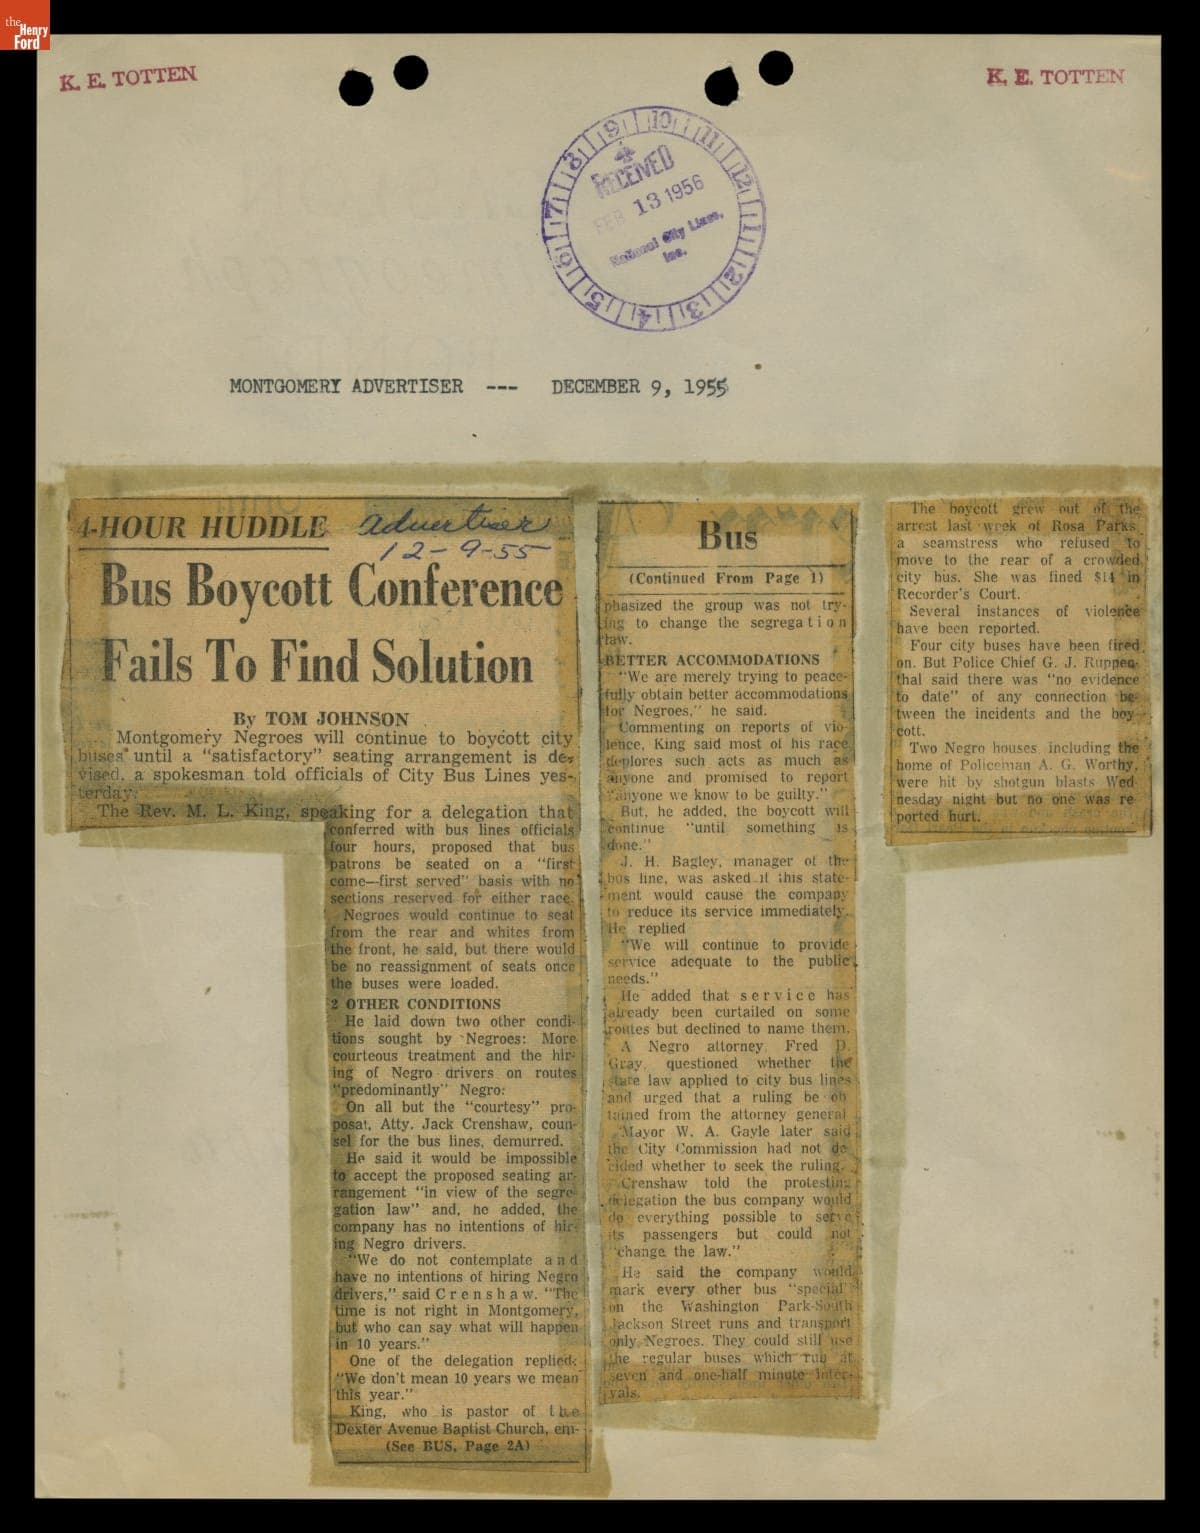 the
Henry
Ford
K. E. TOTTEN
K. E. TOTTEN
7 8 9 10 11 12 1 2 3 4 5 6
RECEIVED
FEB 13 1956
National City Lines,
Inc.
MONTGOMERY ADVERTISER --- DECEMBER 9, 1955
4-HOUR HUDDLE
advertiser
12-9-55
Bus Boycott Conference
Fails To Find Solution
By TOM JOHNSON
Montgomery Negroes will continue to boycott city
buses until a "satisfactory" seating arrangement is de-
vised, a spokesman told officials of City Bus Lines yes-
terday.
The Rev. M. L. King, speaking for a delegation that
conferred with bus lines officials
four hours, proposed that bus
patrons be seated on a "first
come—first served" basis with no
sections reserved for either race.
Negroes would continue to seat
from the rear and whites from
the front, he said, but there would
be no reassignment of seats once
the buses were loaded.
2 OTHER CONDITIONS
He laid down two other condi-
tions sought by Negroes: More
courteous treatment and the hir-
ing of Negro drivers on routes
"predominantly" Negro.
On all but the "courtesy" pro-
posal, Atty. Jack Crenshaw, coun-
sel for the bus lines, demurred.
He said it would be impossible
to accept the proposed seating ar-
rangement "in view of the segre-
gation law" and, he added, the
company has no intentions of hir-
ing Negro drivers.
"We do not contemplate and
have no intentions of hiring Negro
drivers," said Crenshaw. "The
time is not right in Montgomery,
but who can say what will happen
in 10 years."
One of the delegation replied:
"We don't mean 10 years we mean
this year."
King, who is pastor of the
Dexter Avenue Baptist Church, em-
(See BUS, Page 2A)
Bus
(Continued From Page 1)
phasized the group was not try-
ing to change the segregation
law.
BETTER ACCOMMODATIONS
"We are merely trying to peace-
fully obtain better accommodations
for Negroes," he said.
Commenting on reports of vio-
lence, King said most of his race
deplores such acts as much as
anyone and promised to report
"anyone we know to be guilty."
But, he added, the boycott will
continue "until something is
done."
J. H. Bagley, manager of the
bus line, was asked if this state-
ment would cause the company
to reduce its service immediately.
He replied
"We will continue to provide
service adequate to the public
needs."
He added that service has
already been curtailed on some
routes but declined to name them.
A Negro attorney, Fred D.
Gray, questioned whether the
state law applied to city bus lines
and urged that a ruling be ob
tained from the attorney general
Mayor W. A. Gayle later said
the City Commission had not de
cided whether to seek the ruling.
Crenshaw told the protesting
delegation the bus company would
do everything possible to serve
its passengers but could not
"change the law."
He said the company would
mark every other bus "special"
on the Washington Park-South
Jackson Street runs and transport
only Negroes. They could still use
the regular buses which run at
seven and one-half minute inter-
vals.
The boycott grew out of the
arrest last week of Rosa Parks
a seamstress who refused to
move to the rear of a crowded
city bus. She was fined $14 in
Recorder's Court.
Several instances of violence
have been reported.
Four city buses have been fired
on. But Police Chief G. J. Ruppen-
thal said there was "no evidence
to date" of any connection be-
tween the incidents and the boy-
cott.
Two Negro houses, including the
home of Policeman A. G. Worthy,
were hit by shotgun blasts Wed
nesday night but no one was re
ported hurt.